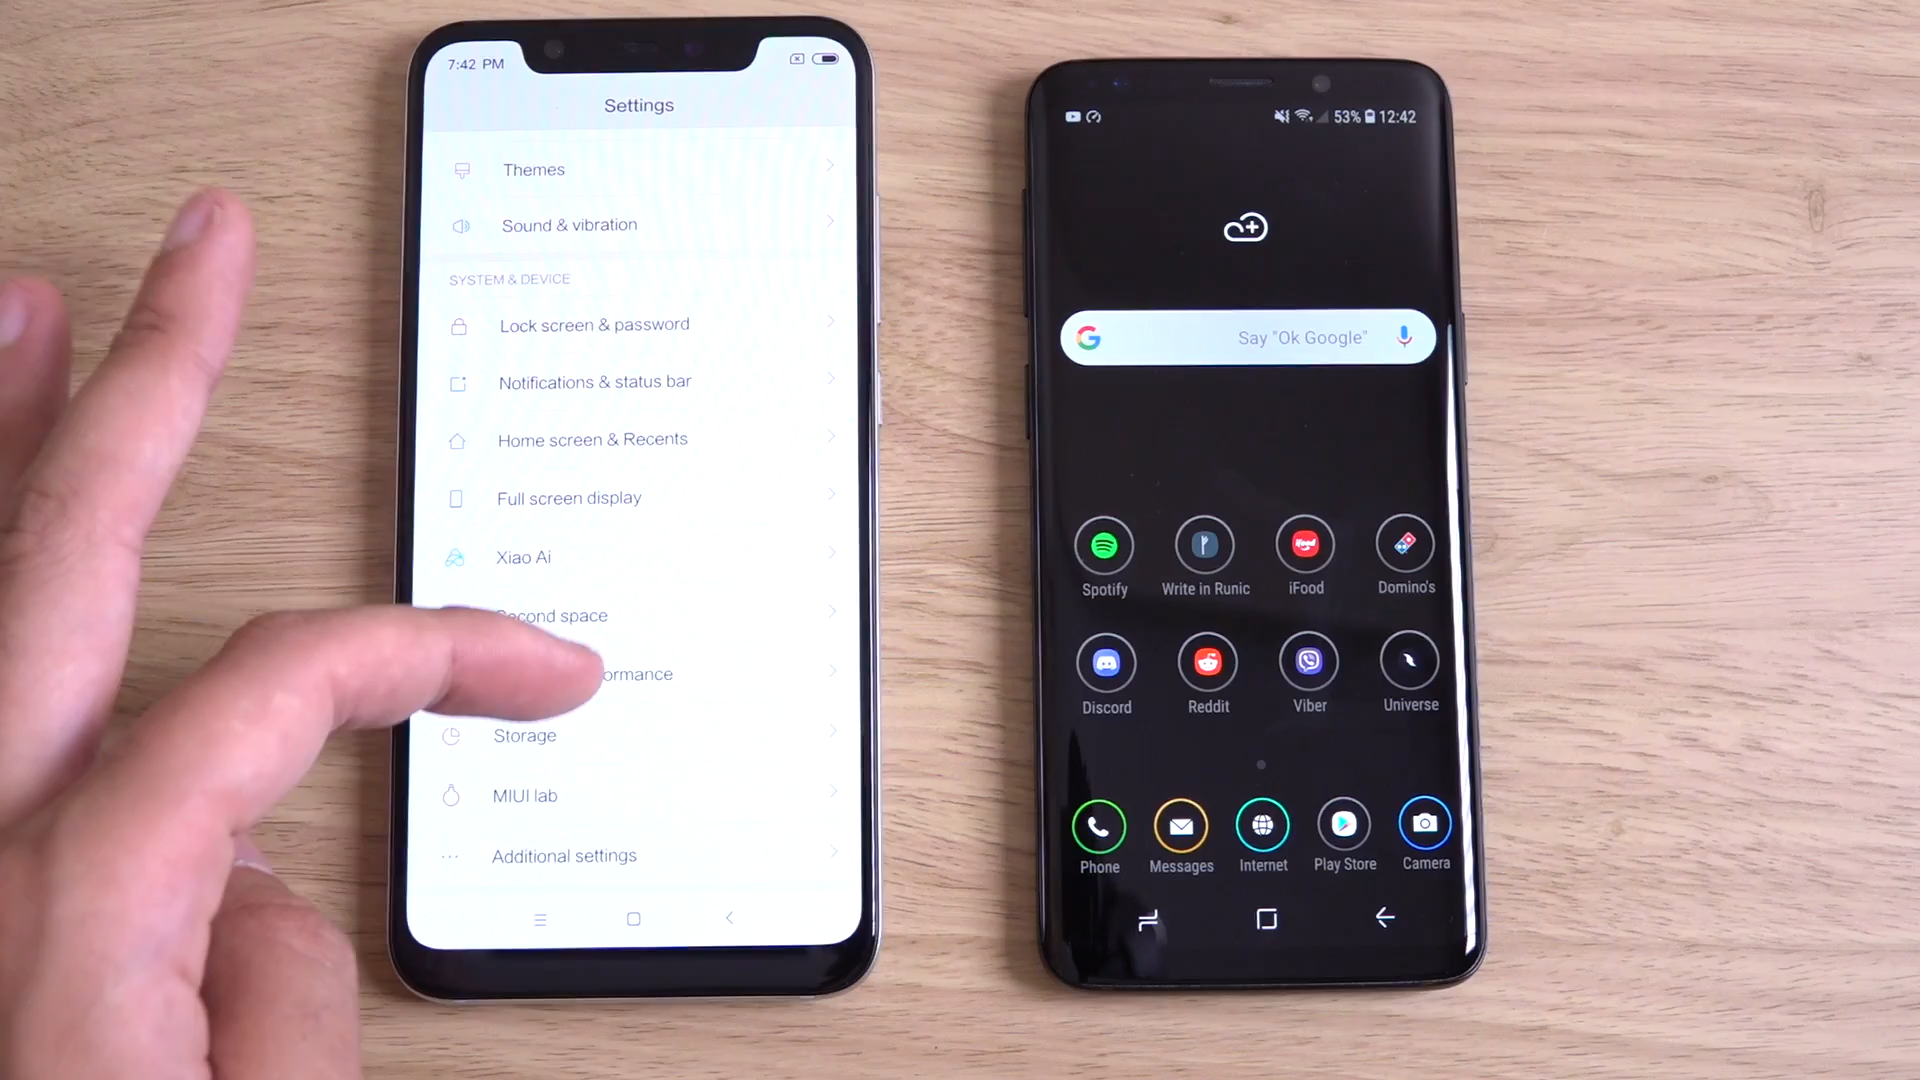 7:42 PM
Settings
Themes
Sound & vibration
SYSTEM & DEVICE
Lock screen & password
Notifications & status bar
Home screen & Recents
Full screen display
Xiao Ai
Second space
ormance
Storage
MIUI lab
Additional settings
53% 12:42
G Say "Ok Google"
Spotify Write in Runic iFood Domino's
Discord Reddit Viber Universe
Phone Messages Internet Play Store Camera